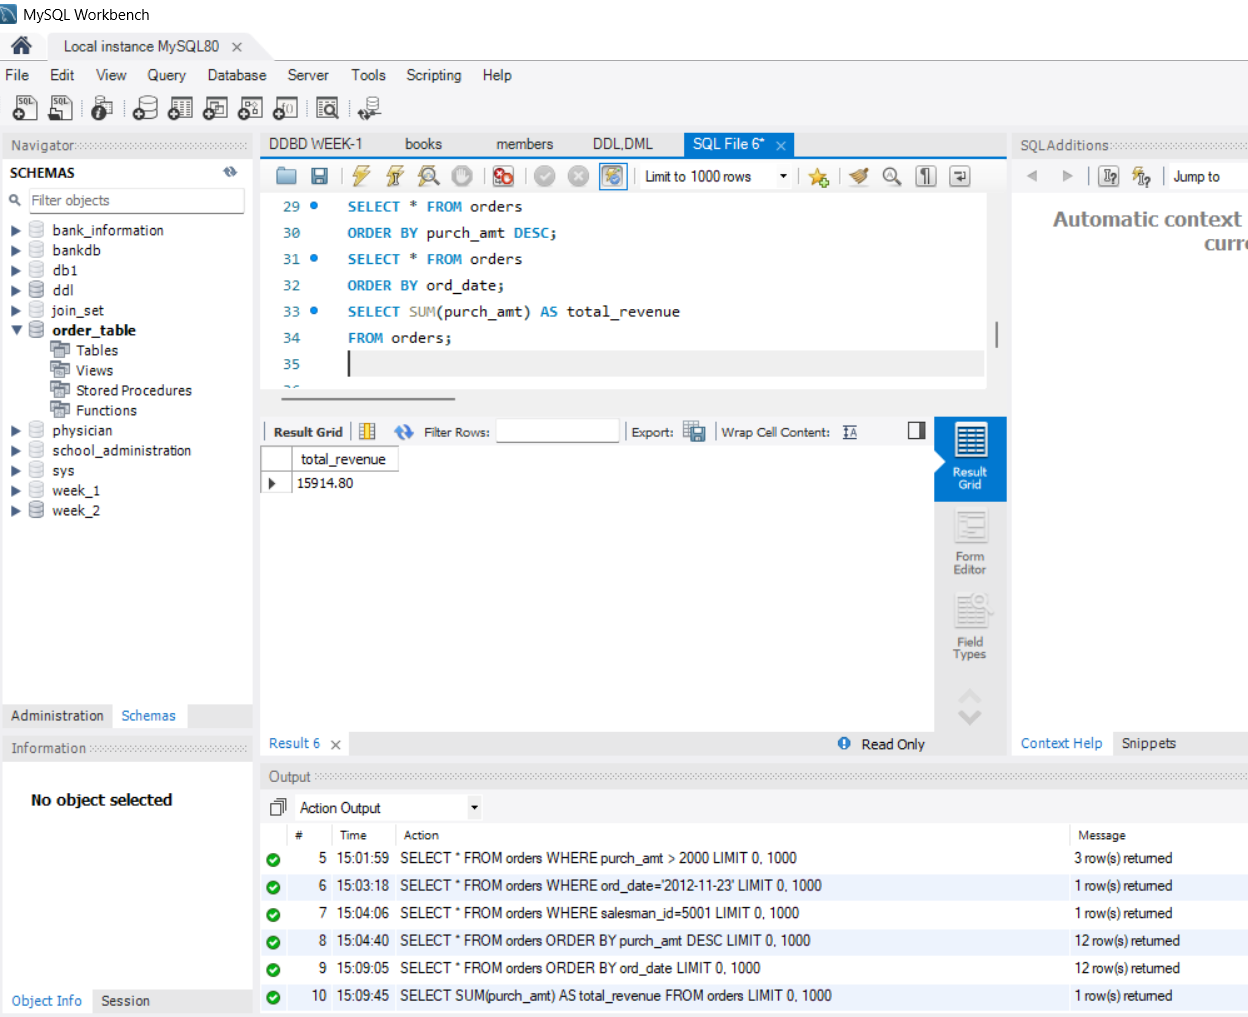 MySQL Workbench
Local instance MySQL80
File Edit View Query Database Server Tools Scripting Help
Navigator
SCHEMAS
Filter objects
bank_information
bankdb
db1
ddl
join_set
order_table
Tables
Views
Stored Procedures
Functions
physician
school_administration
sys
week_1
week_2
Administration Schemas
Information
No object selected
Object Info Session
DDBD WEEK-1 books members DDL,DML SQL File 6*
Limit to 1000 rows
29 SELECT * FROM orders
30 ORDER BY purch_amt DESC;
31 SELECT * FROM orders
32 ORDER BY ord_date;
33 SELECT SUM(purch_amt) AS total_revenue
34 FROM orders;
35
Result Grid Filter Rows: Export: Wrap Cell Content:
total_revenue
15914.80
Result Grid
Form Editor
Field Types
Result 6 Read Only
SQLAdditions
Jump to
Automatic context
Context Help Snippets
Output
Action Output
# Time Action Message
5 15:01:59 SELECT * FROM orders WHERE purch_amt > 2000 LIMIT 0, 1000 3 row(s) returned
6 15:03:18 SELECT * FROM orders WHERE ord_date='2012-11-23' LIMIT 0, 1000 1 row(s) returned
7 15:04:06 SELECT * FROM orders WHERE salesman_id=5001 LIMIT 0, 1000 1 row(s) returned
8 15:04:40 SELECT * FROM orders ORDER BY purch_amt DESC LIMIT 0, 1000 12 row(s) returned
9 15:09:05 SELECT * FROM orders ORDER BY ord_date LIMIT 0, 1000 12 row(s) returned
10 15:09:45 SELECT SUM(purch_amt) AS total_revenue FROM orders LIMIT 0, 1000 1 row(s) returned